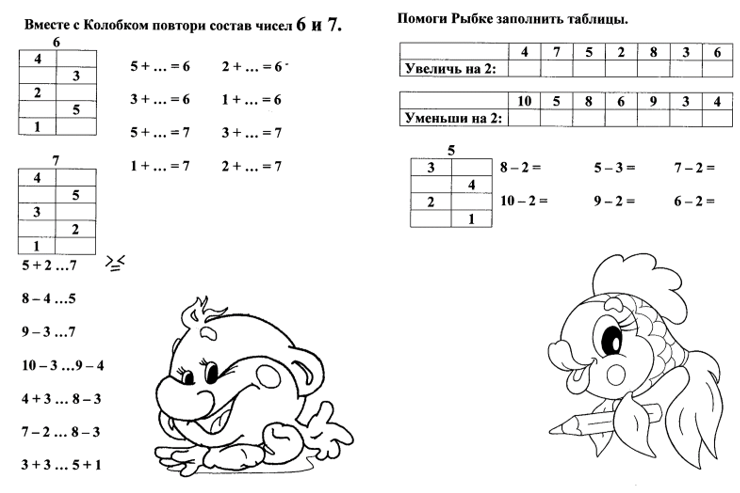 Вместе с Колобком повтори состав чисел 6 и 7.
6
4
3
2
5
1
5 + ... = 6 2 + ... = 6
3 + ... = 6 1 + ... = 6
5 + ... = 7 3 + ... = 7
1 + ... = 7 2 + ... = 7
7
4
5
3
2
1
> < =
5 + 2 ...7
8 – 4 ...5
9 – 3 ...7
10 – 3 ...9 – 4
4 + 3 ... 8 – 3
7 – 2 ... 8 – 3
3 + 3 ... 5 + 1
Помоги Рыбке заполнить таблицы.
4 7 5 2 8 3 6
Увеличь на 2:
10 5 8 6 9 3 4
Уменьши на 2:
5
3
4
2
1
8 – 2 = 5 – 3 = 7 – 2 =
10 – 2 = 9 – 2 = 6 – 2 =